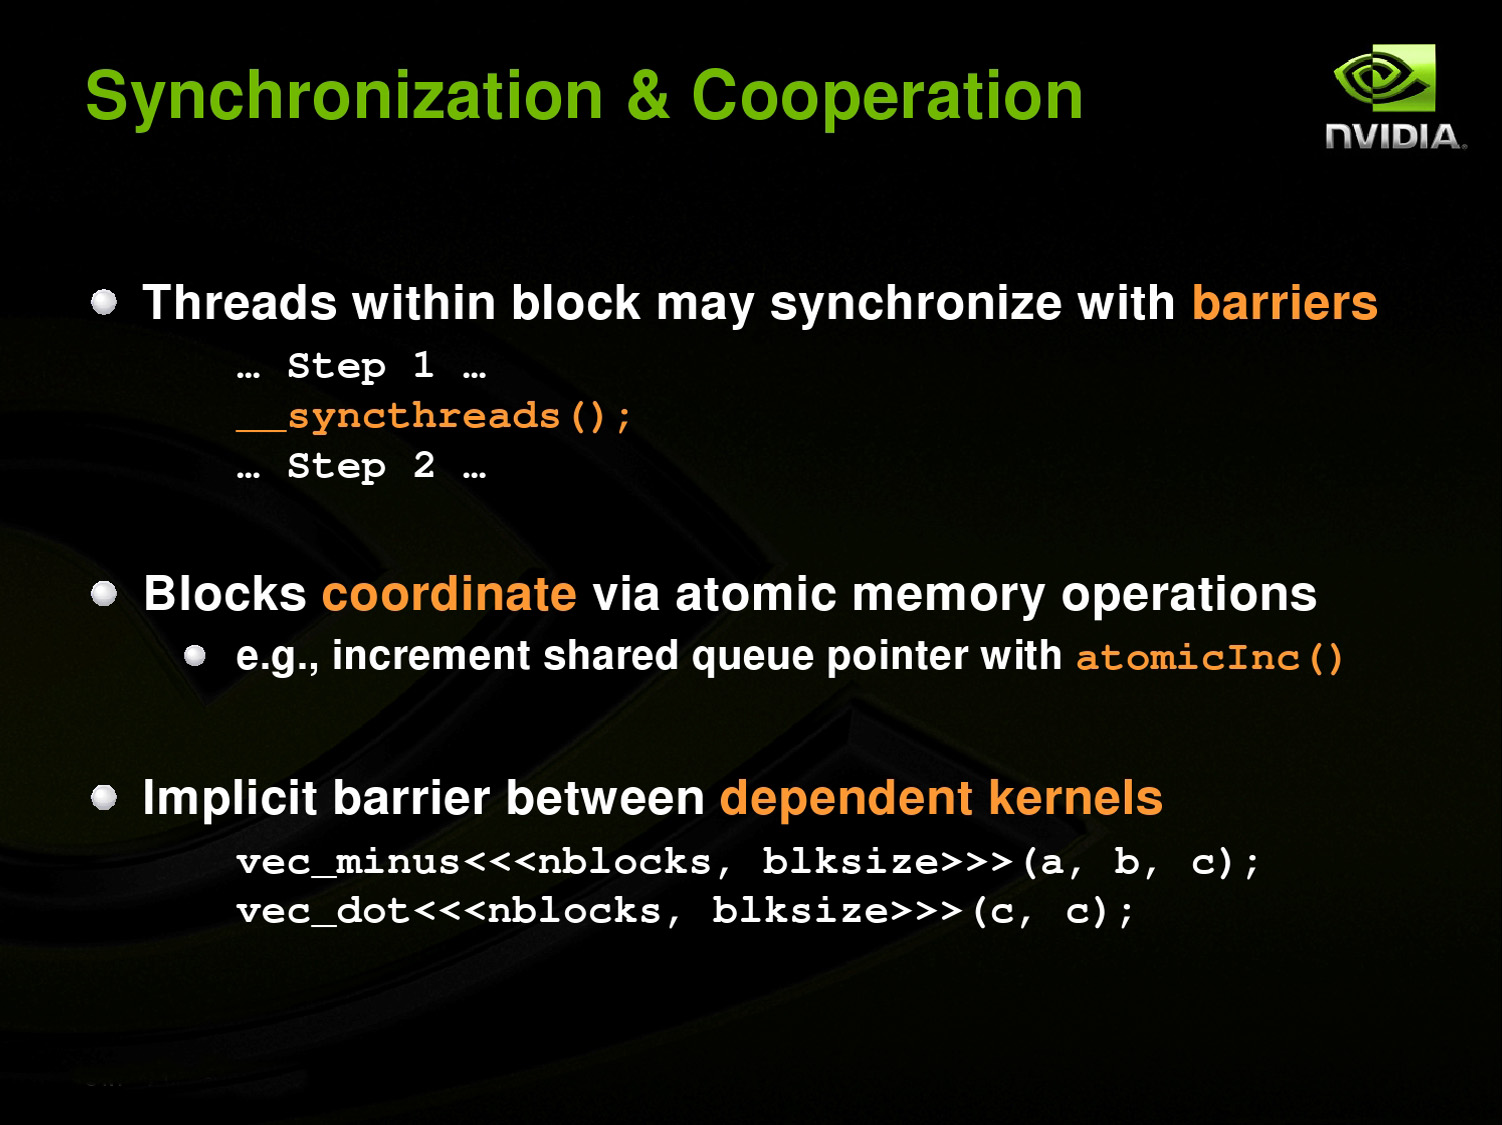 Synchronization & Cooperation
NVIDIA®
Threads within block may synchronize with barriers
… Step 1 …
__syncthreads();
… Step 2 …
Blocks coordinate via atomic memory operations
e.g., increment shared queue pointer with atomicInc()
Implicit barrier between dependent kernels
vec_minus<<<nblocks, blksize>>>(a, b, c);
vec_dot<<<nblocks, blksize>>>(c, c);